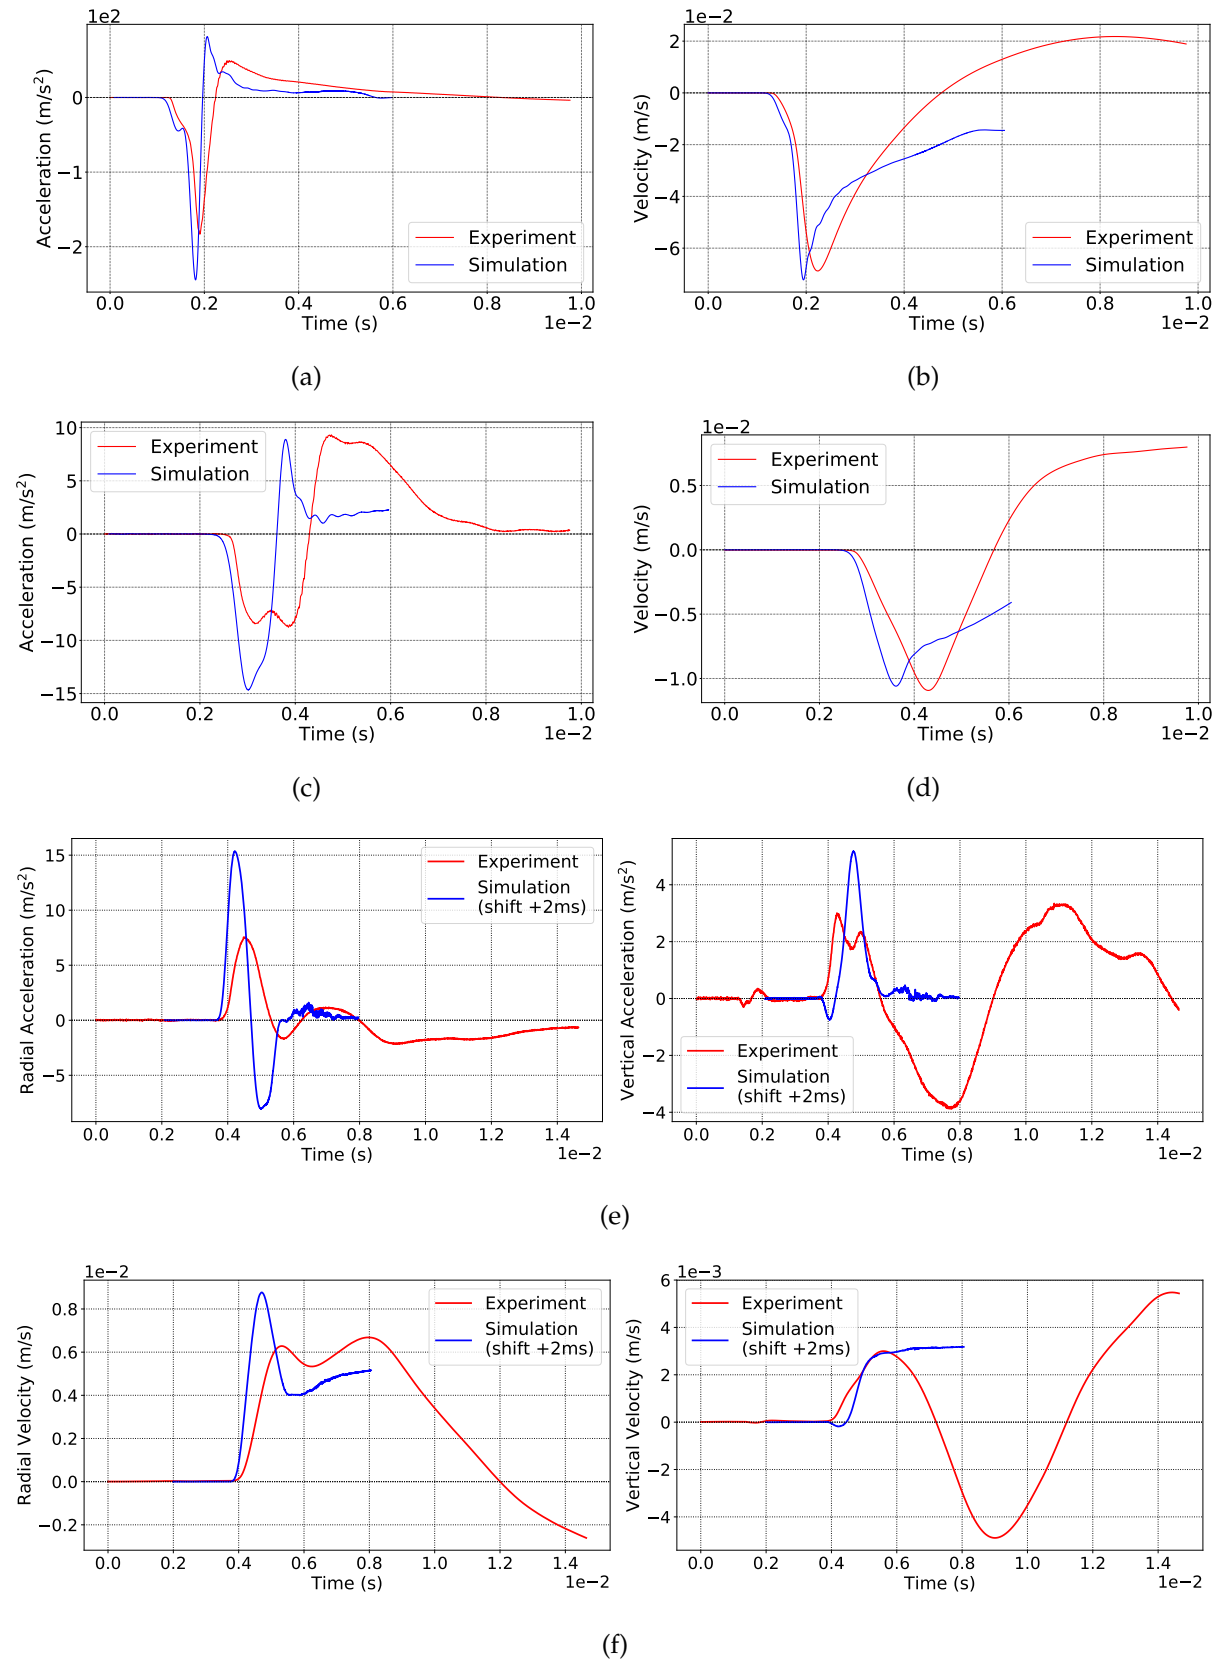 1e2
Acceleration (m/s²)
0
−1
−2
Experiment
Simulation
0.0 0.2 0.4 0.6 0.8 1.0
Time (s)
1e−2
(a)
1e−2
Velocity (m/s)
2
0
−2
−4
−6
Experiment
Simulation
0.0 0.2 0.4 0.6 0.8 1.0
Time (s)
1e−2
(b)
Acceleration (m/s²)
10
5
0
−5
−10
−15
Experiment
Simulation
0.0 0.2 0.4 0.6 0.8 1.0
Time (s)
1e−2
(c)
1e−2
Velocity (m/s)
0.5
0.0
−0.5
−1.0
Experiment
Simulation
0.0 0.2 0.4 0.6 0.8 1.0
Time (s)
1e−2
(d)
Radial Acceleration (m/s²)
15
10
5
0
−5
Experiment
Simulation
(shift +2ms)
0.0 0.2 0.4 0.6 0.8 1.0 1.2 1.4
Time (s)
1e−2
Vertical Acceleration (m/s²)
4
2
0
−2
−4
Experiment
Simulation
(shift +2ms)
0.0 0.2 0.4 0.6 0.8 1.0 1.2 1.4
Time (s)
1e−2
(e)
1e−2
Radial Velocity (m/s)
0.8
0.6
0.4
0.2
0.0
−0.2
Experiment
Simulation
(shift +2ms)
0.0 0.2 0.4 0.6 0.8 1.0 1.2 1.4
Time (s)
1e−2
1e−3
Vertical Velocity (m/s)
6
4
2
0
−2
−4
Experiment
Simulation
(shift +2ms)
0.0 0.2 0.4 0.6 0.8 1.0 1.2 1.4
Time (s)
1e−2
(f)